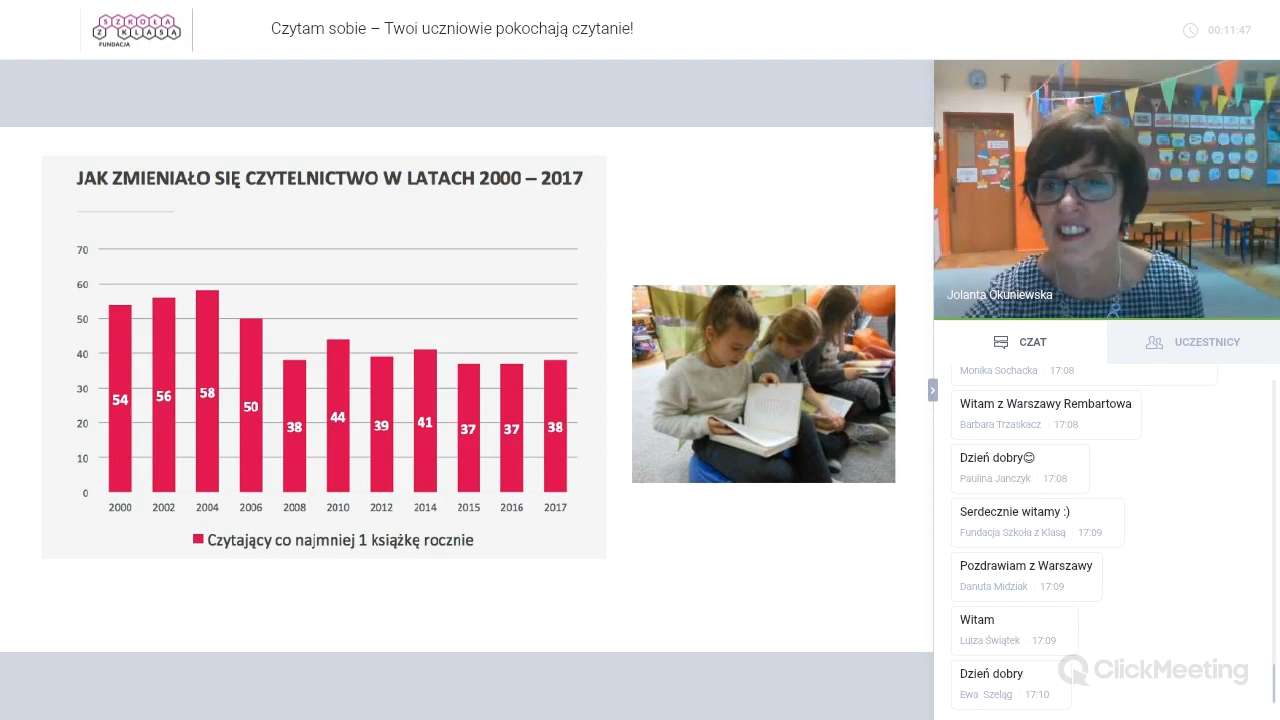 SZKOŁA
Z KLASĄ
FUNDACJA
Czytam sobie – Twoi uczniowie pokochają czytanie!
00:11:47
JAK ZMIENIAŁO SIĘ CZYTELNICTWO W LATACH 2000 – 2017
70
60
50
40
30
20
10
0
54
56
58
50
38
44
39
41
37
37
38
2000
2002
2004
2006
2008
2010
2012
2014
2015
2016
2017
Czytający co najmniej 1 książkę rocznie
Jolanta Okuniewska
CZAT
UCZESTNICY
Monika Sochacka · 17:08
Witam z Warszawy Rembartowa
Barbara Trzaskacz · 17:08
Dzień dobry😊
Paulina Janczyk · 17:08
Serdecznie witamy :)
Fundacja Szkoła z Klasą · 17:09
Pozdrawiam z Warszawy
Danuta Midziak · 17:09
Witam
Luiza Świątek · 17:09
Dzień dobry
Ewa Szeląg · 17:10
ClickMeeting